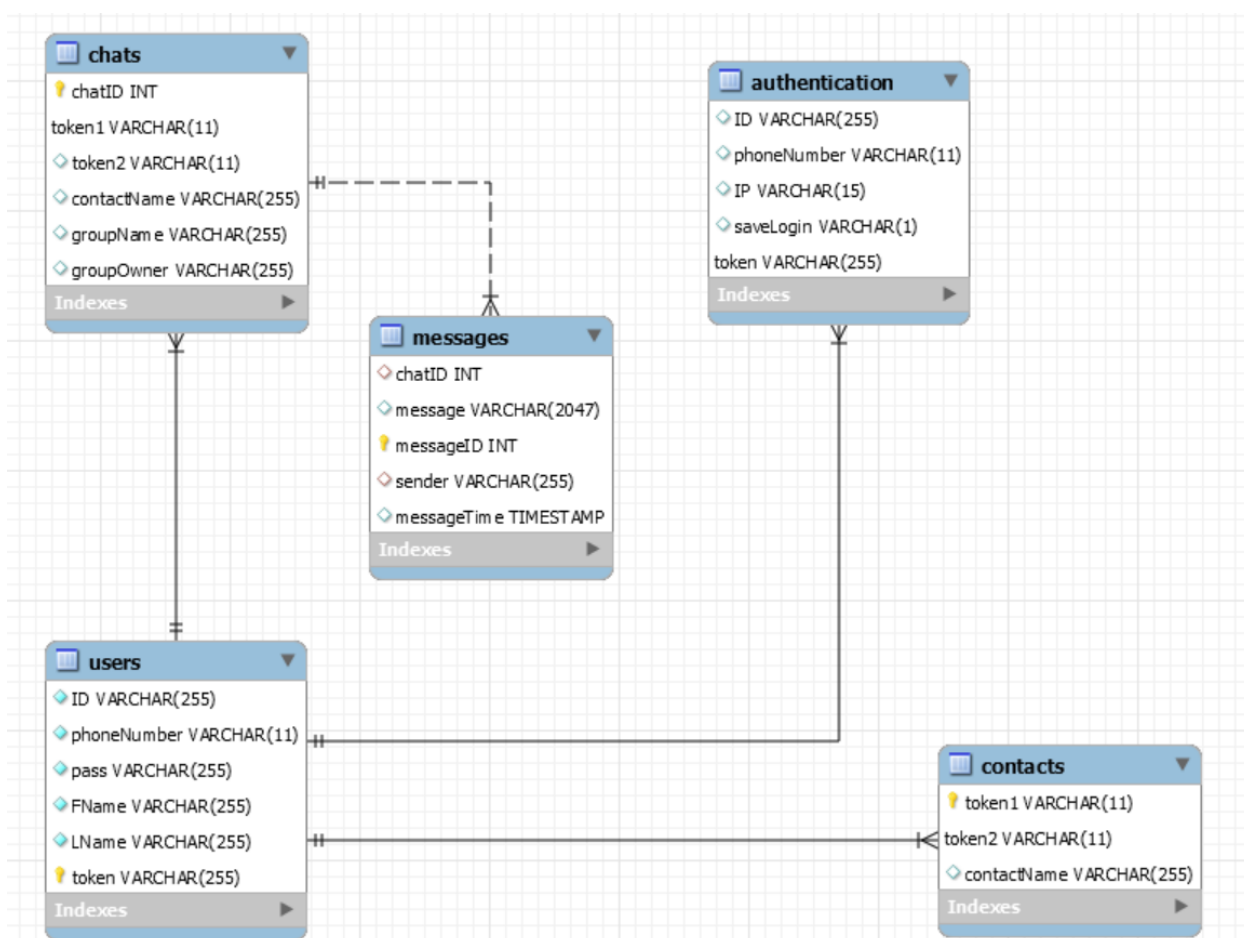 chats
chatID INT
token1 VARCHAR(11)
token2 VARCHAR(11)
contactName VARCHAR(255)
groupName VARCHAR(255)
groupOwner VARCHAR(255)
Indexes
authentication
ID VARCHAR(255)
phoneNumber VARCHAR(11)
IP VARCHAR(15)
saveLogin VARCHAR(1)
token VARCHAR(255)
Indexes
messages
chatID INT
message VARCHAR(2047)
messageID INT
sender VARCHAR(255)
messageTime TIMESTAMP
Indexes
users
ID VARCHAR(255)
phoneNumber VARCHAR(11)
pass VARCHAR(255)
FName VARCHAR(255)
LName VARCHAR(255)
token VARCHAR(255)
Indexes
contacts
token1 VARCHAR(11)
token2 VARCHAR(11)
contactName VARCHAR(255)
Indexes